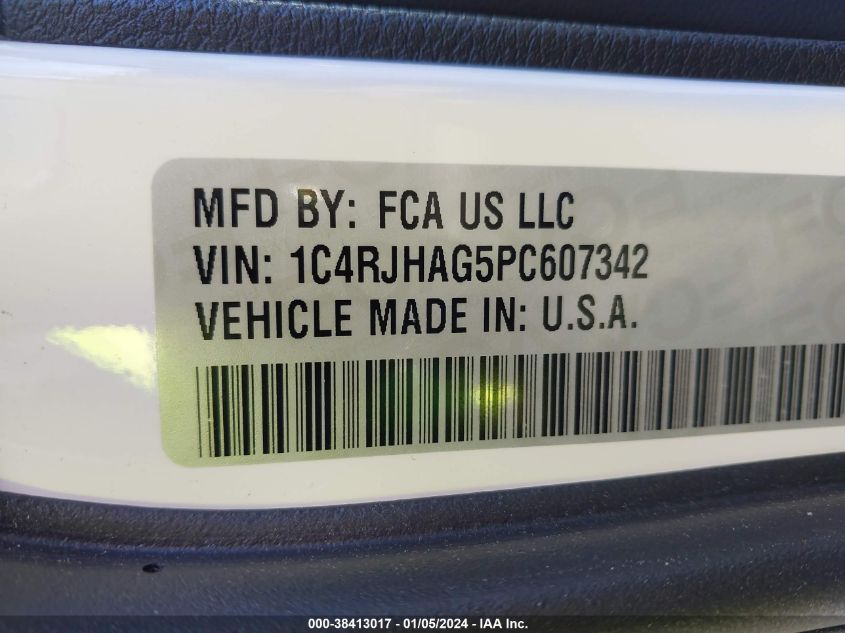 MFD BY: FCA US LLC
VIN: 1C4RJHAG5PC607342
VEHICLE MADE IN: U.S.A.
000-38413017 - 01/05/2024 - IAA Inc.